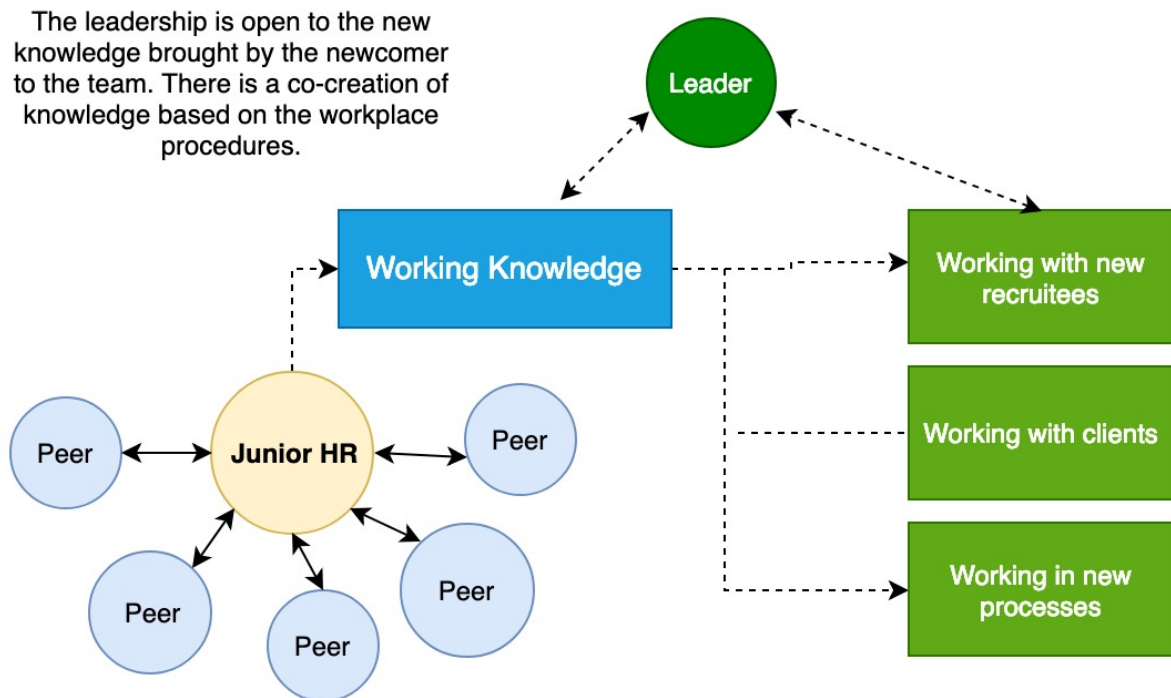 The leadership is open to the new
knowledge brought by the newcomer
to the team. There is a co-creation of
knowledge based on the workplace
procedures.
Leader
Working Knowledge
Working with new
recruitees
Junior HR
Peer
Peer
Working with clients
Peer
Peer
Peer
Working in new
processes